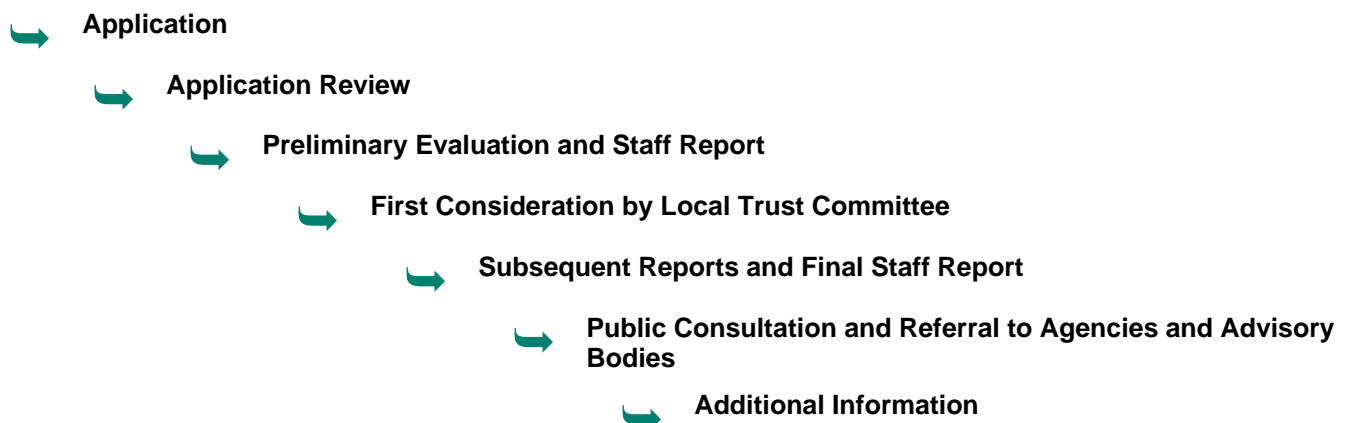 Application
Application Review
Preliminary Evaluation and Staff Report
First Consideration by Local Trust Committee
Subsequent Reports and Final Staff Report
Public Consultation and Referral to Agencies and Advisory
Bodies
Additional Information